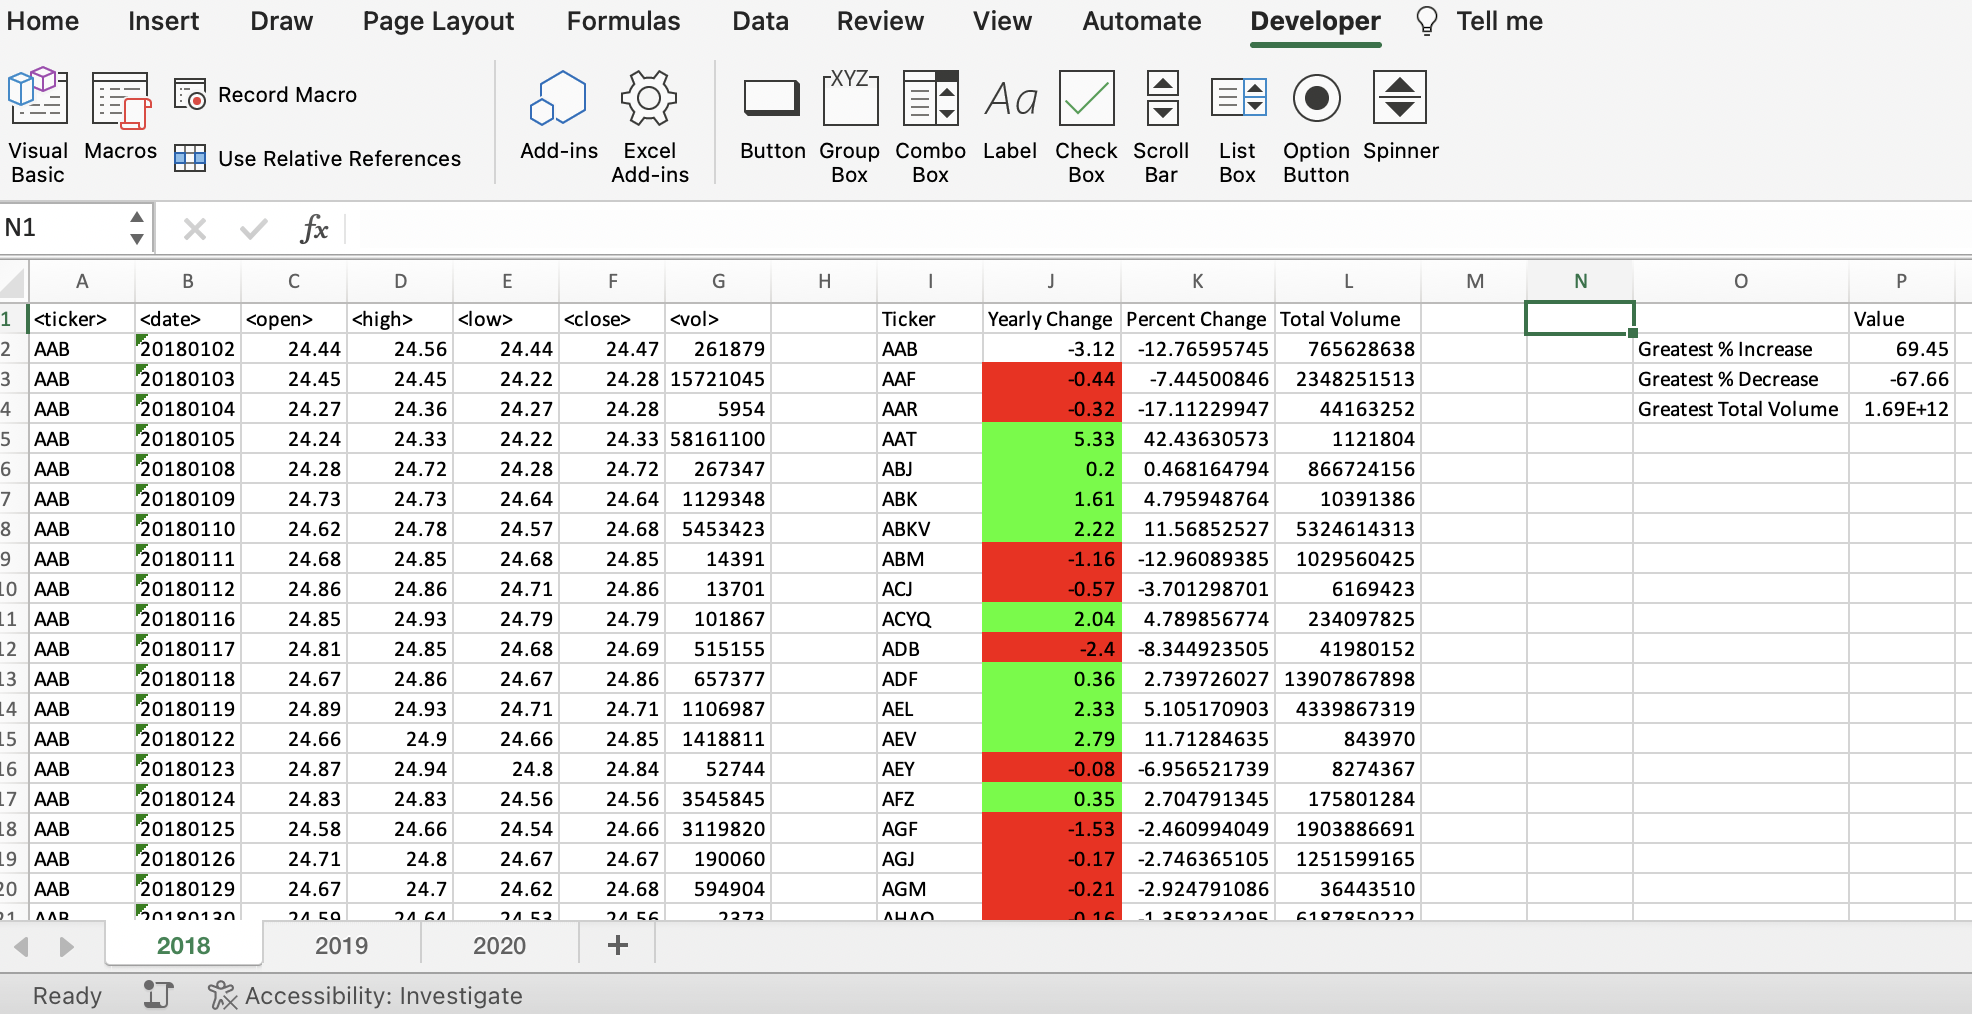 Home Insert Draw Page Layout Formulas Data Review View Automate Developer Tell me
Visual Basic Macros Record Macro Use Relative References Add-ins Excel Add-ins Button Group Box Combo Box Label Check Box Scroll Bar List Box Option Button Spinner
XYZ Aa
N1 fx
A B C D E F G H I J K L M N O P
1 <ticker> <date> <open> <high> <low> <close> <vol> Ticker Yearly Change Percent Change Total Volume Value
2 AAB 20180102 24.44 24.56 24.44 24.47 261879 AAB -3.12 -12.76595745 765628638 Greatest % Increase 69.45
3 AAB 20180103 24.45 24.45 24.22 24.28 15721045 AAF -0.44 -7.44500846 2348251513 Greatest % Decrease -67.66
4 AAB 20180104 24.27 24.36 24.27 24.28 5954 AAR -0.32 -17.11229947 44163252 Greatest Total Volume 1.69E+12
5 AAB 20180105 24.24 24.33 24.22 24.33 58161100 AAT 5.33 42.43630573 1121804
6 AAB 20180108 24.28 24.72 24.28 24.72 267347 ABJ 0.2 0.468164794 866724156
7 AAB 20180109 24.73 24.73 24.64 24.64 1129348 ABK 1.61 4.795948764 10391386
8 AAB 20180110 24.62 24.78 24.57 24.68 5453423 ABKV 2.22 11.56852527 5324614313
9 AAB 20180111 24.68 24.85 24.68 24.85 14391 ABM -1.16 -12.96089385 1029560425
10 AAB 20180112 24.86 24.86 24.71 24.86 13701 ACJ -0.57 -3.701298701 6169423
11 AAB 20180116 24.85 24.93 24.79 24.79 101867 ACYQ 2.04 4.789856774 234097825
12 AAB 20180117 24.81 24.85 24.68 24.69 515155 ADB -2.4 -8.344923505 41980152
13 AAB 20180118 24.67 24.86 24.67 24.86 657377 ADF 0.36 2.739726027 13907867898
14 AAB 20180119 24.89 24.93 24.71 24.71 1106987 AEL 2.33 5.105170903 4339867319
15 AAB 20180122 24.66 24.9 24.66 24.85 1418811 AEV 2.79 11.71284635 843970
16 AAB 20180123 24.87 24.94 24.8 24.84 52744 AEY -0.08 -6.956521739 8274367
17 AAB 20180124 24.83 24.83 24.56 24.56 3545845 AFZ 0.35 2.704791345 175801284
18 AAB 20180125 24.58 24.66 24.54 24.66 3119820 AGF -1.53 -2.460994049 1903886691
19 AAB 20180126 24.71 24.8 24.67 24.67 190060 AGJ -0.17 -2.746365105 1251599165
20 AAB 20180129 24.67 24.7 24.62 24.68 594904 AGM -0.21 -2.924791086 36443510
21 AAB 20180130 24.59 24.64 24.53 24.56 2373 AHAQ -0.16 -1.358234295 6187850222
2018 2019 2020 +
Ready Accessibility: Investigate